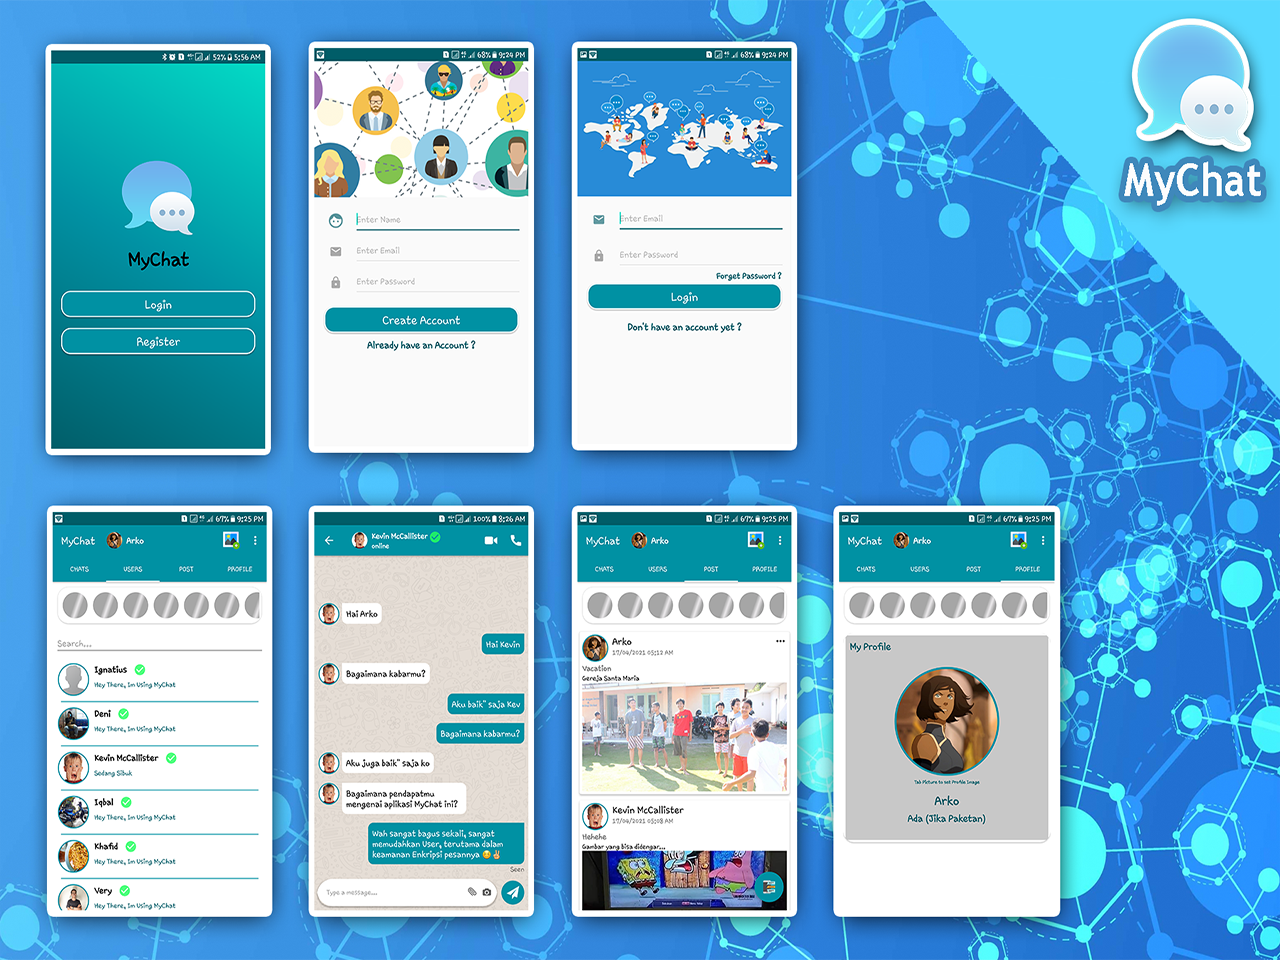 MyChat
52% 5:56 AM
MyChat
Login
Register
68% 9:24 PM
Enter Name
Enter Email
Enter Password
Create Account
Already have an Account ?
68% 9:24 PM
Enter Email
Enter Password
Forget Password ?
Login
Don't have an account yet ?
67% 9:25 PM
MyChat Arko
CHATS USERS POST PROFILE
Search...
Ignatius
Hey There, Im Using MyChat
Deni
Hey There, Im Using MyChat
Kevin McCallister
Sedang Sibuk
Iqbal
Hey There, Im Using MyChat
Khafid
Hey There, Im Using MyChat
Very
Hey There, Im Using MyChat
100% 8:26 AM
Kevin McCallister
online
Hai Arko
Hai Kevin
Bagaimana kabarmu?
Aku baik" saja Kev
Bagaimana kabarmu?
Aku juga baik" saja ko
Bagaimana pendapatmu
mengenai aplikasi MyChat ini?
Wah sangat bagus sekali, sangat
memudahkan User, terutama dalam
keamanan Enkripsi pesannya 😊✌
Seen
Type a message...
67% 9:25 PM
MyChat Arko
CHATS USERS POST PROFILE
Arko
17/04/2021 05:12 AM
Vacation
Gereja Santa Maria
Kevin McCallister
17/04/2021 05:08 AM
Hehehe
Gambar yang bisa didengar...
67% 9:25 PM
MyChat Arko
CHATS USERS POST PROFILE
My Profile
Tab Picture to set Profile Image
Arko
Ada (Jika Paketan)